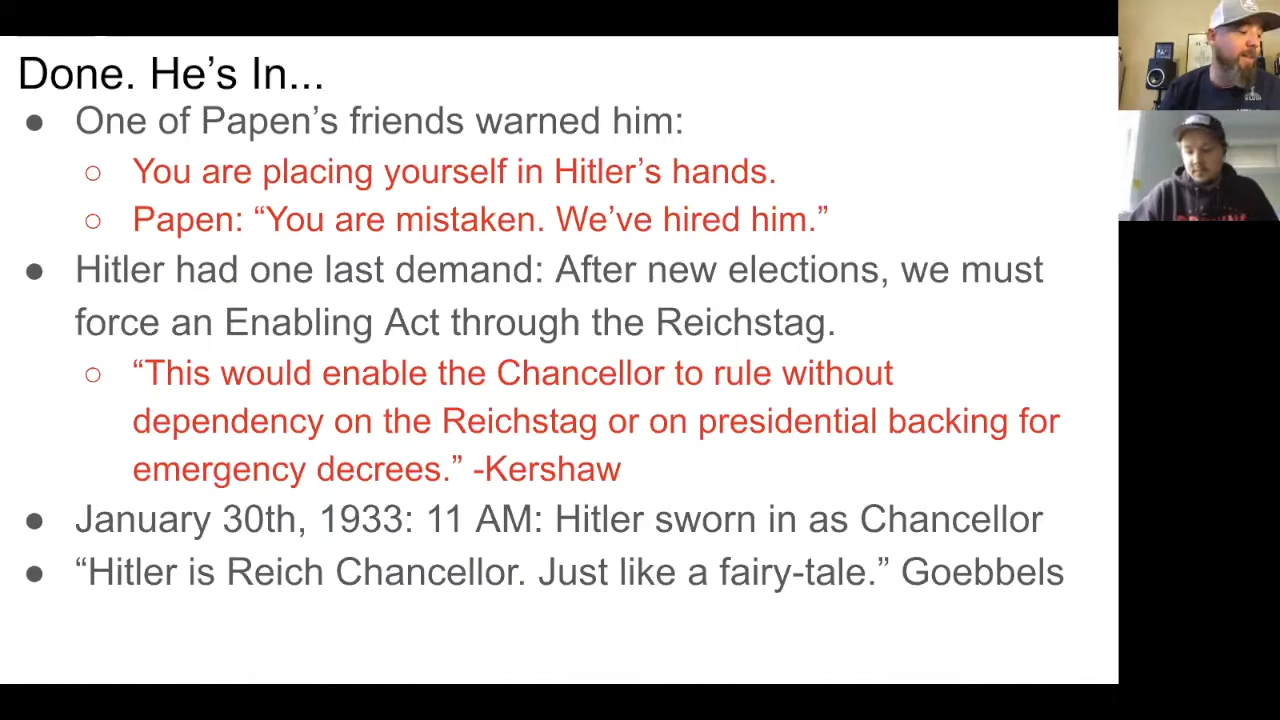 Done. He’s In...
● One of Papen’s friends warned him:
○ You are placing yourself in Hitler’s hands.
○ Papen: “You are mistaken. We’ve hired him.”
● Hitler had one last demand: After new elections, we must
force an Enabling Act through the Reichstag.
○ “This would enable the Chancellor to rule without
dependency on the Reichstag or on presidential backing for
emergency decrees.” -Kershaw
● January 30th, 1933: 11 AM: Hitler sworn in as Chancellor
● “Hitler is Reich Chancellor. Just like a fairy-tale.” Goebbels